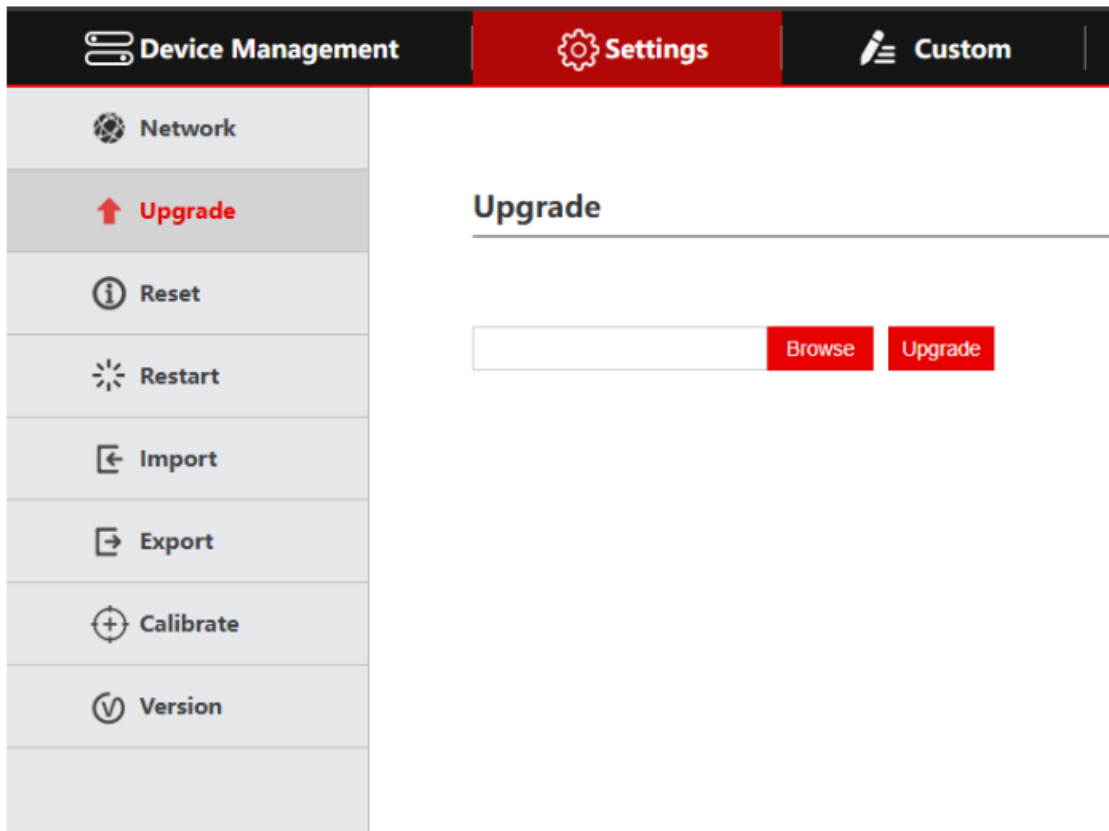 Device Management
Settings
Custom
Network
Upgrade
Reset
Restart
Import
Export
Calibrate
Version
Upgrade
Browse
Upgrade